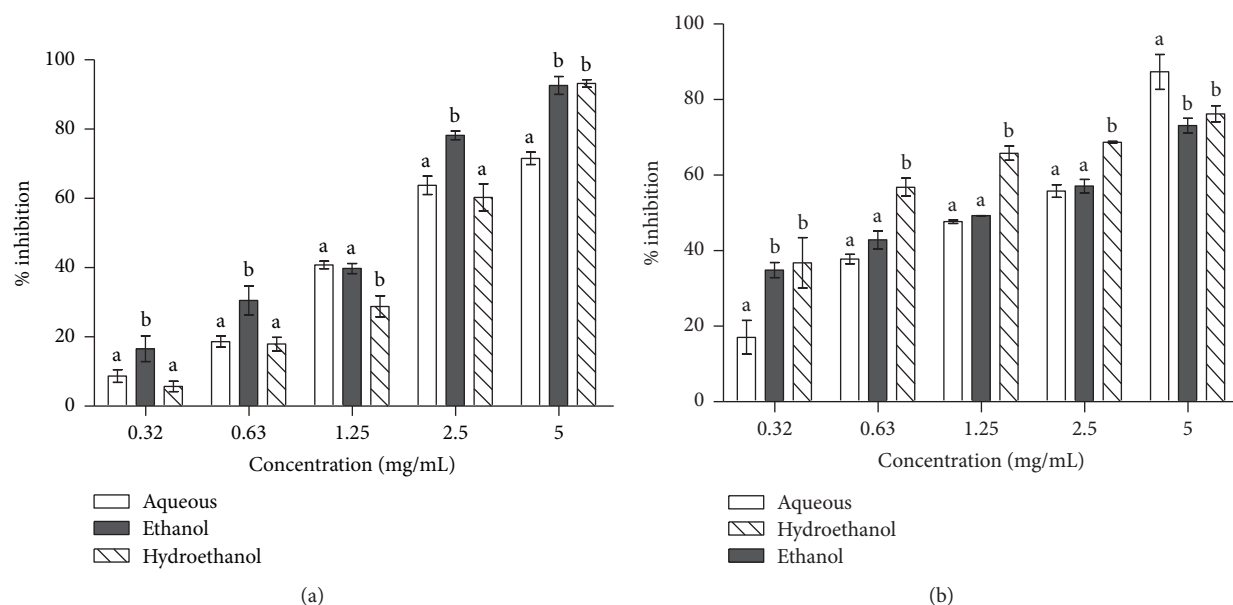 100
80
60
40
20
0
% inhibition
a b a
a b a
a a b
a b a
a b b
0.32 0.63 1.25 2.5 5
Concentration (mg/mL)
Aqueous
Ethanol
Hydroethanol
(a)
100
80
60
40
20
0
% inhibition
a b b
a a b
a a b
a a b
a b b
0.32 0.63 1.25 2.5 5
Concentration (mg/mL)
Aqueous
Hydroethanol
Ethanol
(b)